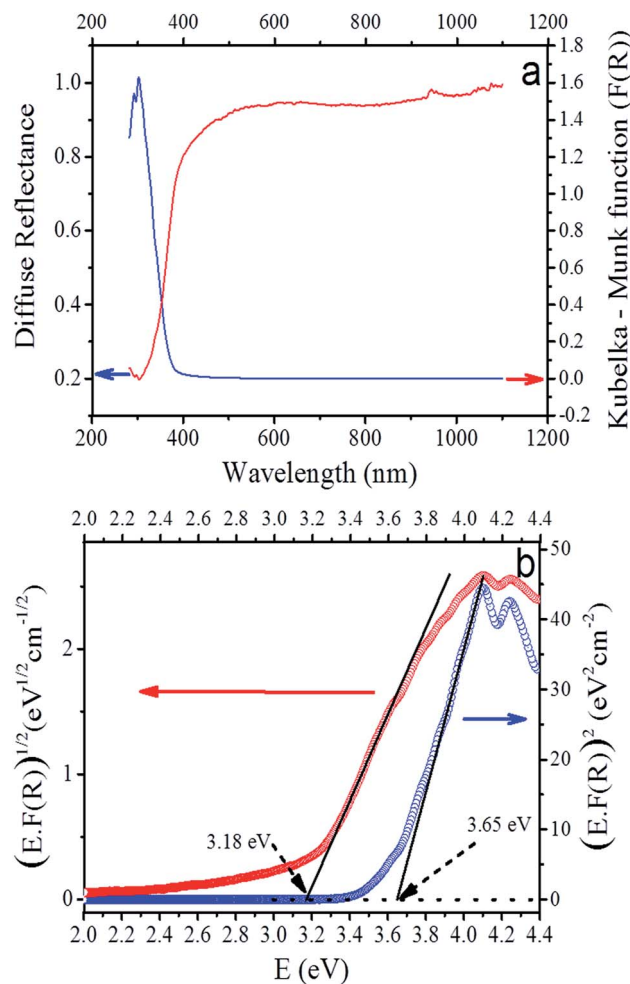 200 400 600 800 1000 1200
a
1.0
0.8
0.6
0.4
0.2
Diffuse Reflectance
1.8
1.6
1.4
1.2
1.0
0.8
0.6
0.4
0.2
0.0
-0.2
Kubelka - Munk function (F(R))
200 400 600 800 1000 1200
Wavelength (nm)
2.0 2.2 2.4 2.6 2.8 3.0 3.2 3.4 3.6 3.8 4.0 4.2 4.4
b
2
1
0
(E.F(R))^1/2 (eV^1/2 cm^-1/2)
50
40
30
20
10
0
(E.F(R))^2 (eV^2cm^-2)
3.18 eV
3.65 eV
2.0 2.2 2.4 2.6 2.8 3.0 3.2 3.4 3.6 3.8 4.0 4.2 4.4
E (eV)